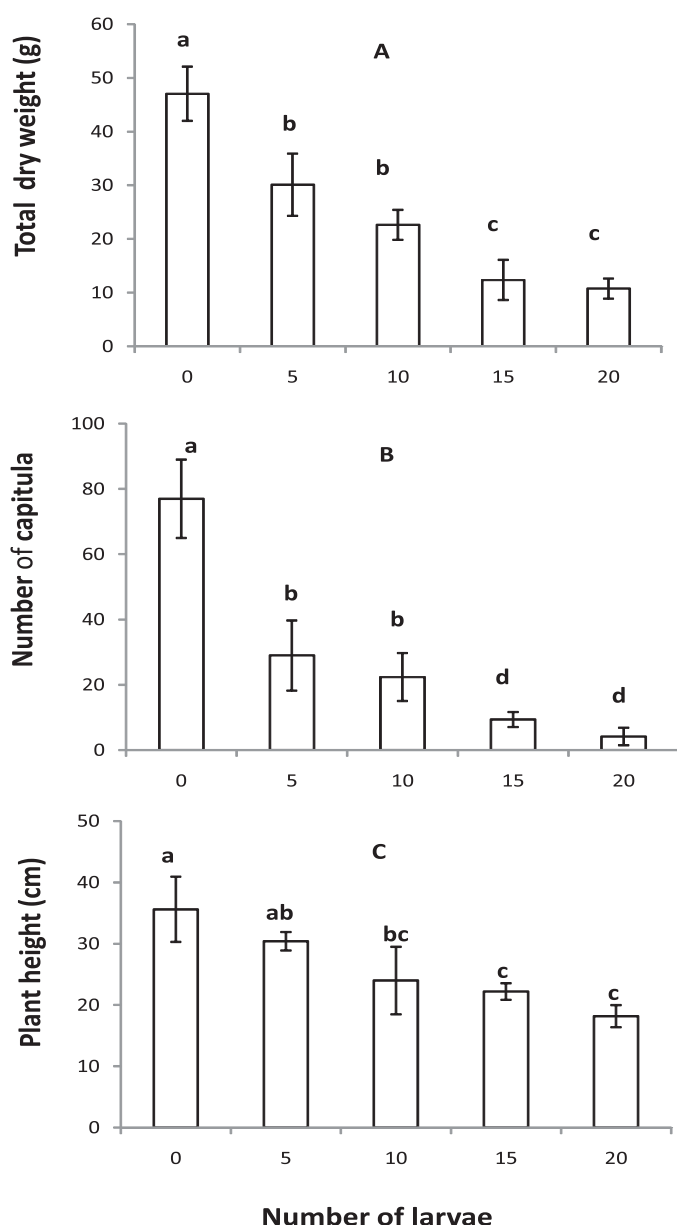 Total dry weight (g)
A
60
50
40
30
20
10
0
a
b
b
c
c
0 5 10 15 20
Number of capitula
B
100
80
60
40
20
0
a
b
b
d
d
0 5 10 15 20
Plant height (cm)
C
50
40
30
20
10
0
a
ab
bc
c
c
0 5 10 15 20
Number of larvae